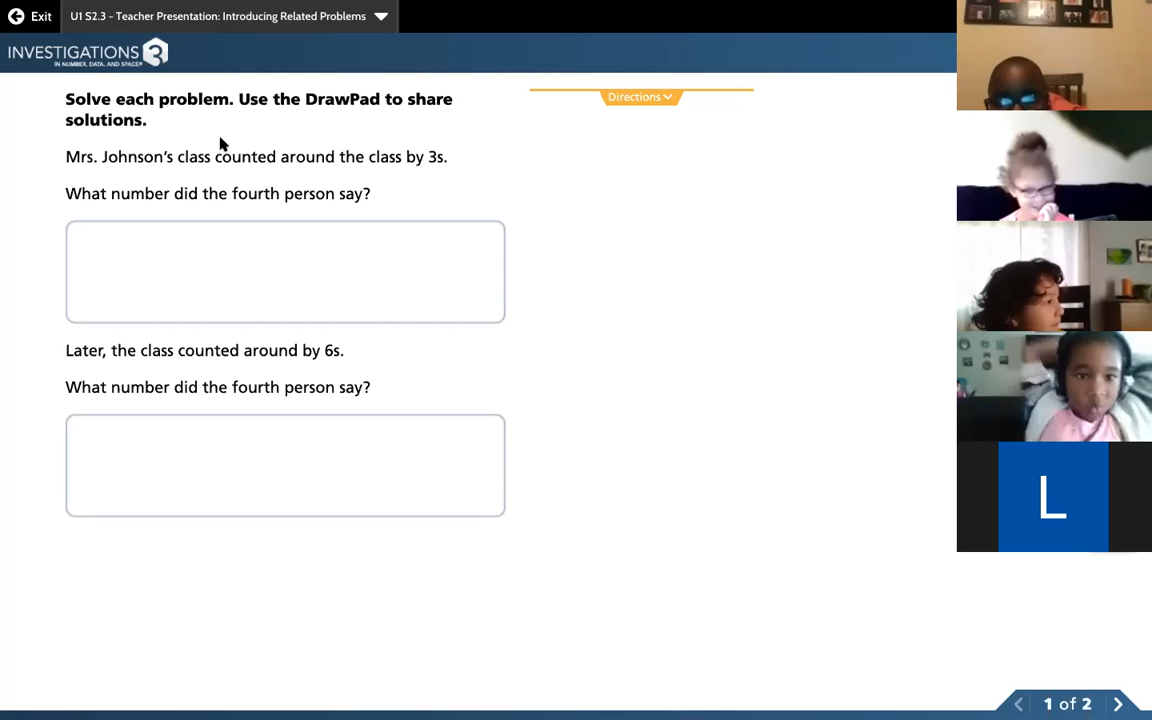 Exit
U1 S2.3 - Teacher Presentation: Introducing Related Problems
INVESTIGATIONS 3
IN NUMBER, DATA, AND SPACE®
Solve each problem. Use the DrawPad to share
solutions.
Directions
Mrs. Johnson's class counted around the class by 3s.
What number did the fourth person say?
Later, the class counted around by 6s.
What number did the fourth person say?
L
1 of 2